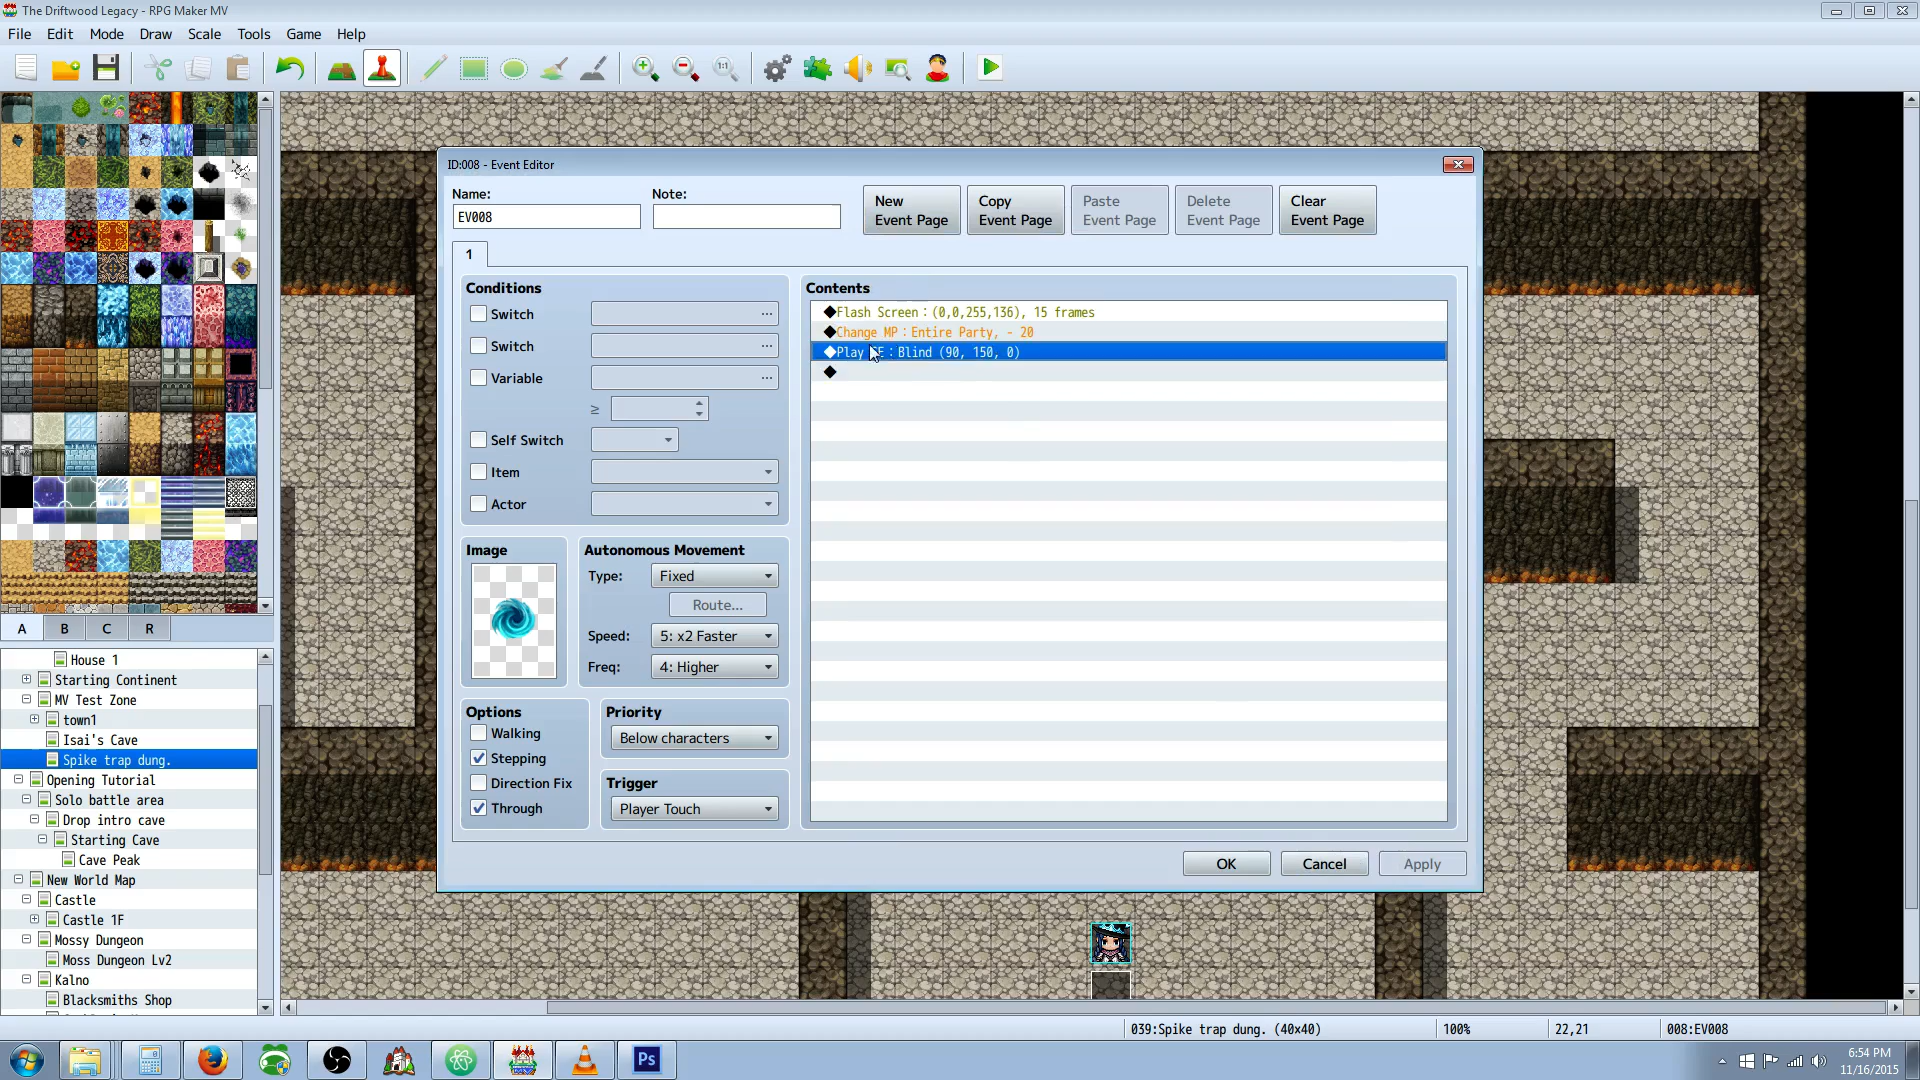 The Driftwood Legacy - RPG Maker MV
File Edit Mode Draw Scale Tools Game Help
1:1
ID:008 - Event Editor
Name:
Note:
EV008
New Event Page
Copy Event Page
Paste Event Page
Delete Event Page
Clear Event Page
1
Conditions
Switch ...
Switch ...
Variable ...
≥
Self Switch
Item
Actor
Image
Autonomous Movement
Type: Fixed
Route...
Speed: 5: x2 Faster
Freq: 4: Higher
Options
Walking
Stepping
Direction Fix
Through
Priority
Below characters
Trigger
Player Touch
Contents
◆Flash Screen : (0,0,255,136), 15 frames
◆Change MP : Entire Party, - 20
◆Play SE : Blind (90, 150, 0)
◆
OK Cancel Apply
A B C R
House 1
Starting Continent
MV Test Zone
town1
Isai's Cave
Spike trap dung.
Opening Tutorial
Solo battle area
Drop intro cave
Starting Cave
Cave Peak
New World Map
Castle
Castle 1F
Mossy Dungeon
Moss Dungeon Lv2
Kalno
Blacksmiths Shop
039:Spike trap dung. (40x40) 100% 22,21 008:EV008
Ps
6:54 PM
11/16/2015